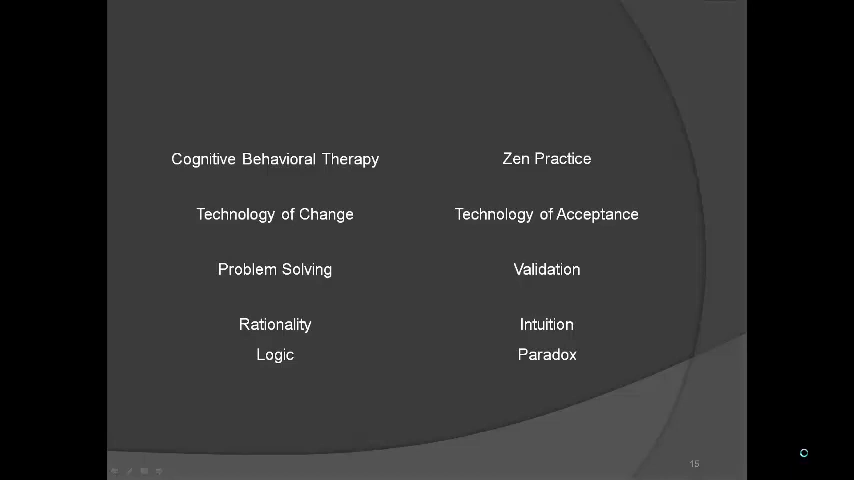 Cognitive Behavioral Therapy Zen Practice
Technology of Change Technology of Acceptance
Problem Solving Validation
Rationality Intuition
Logic Paradox
15